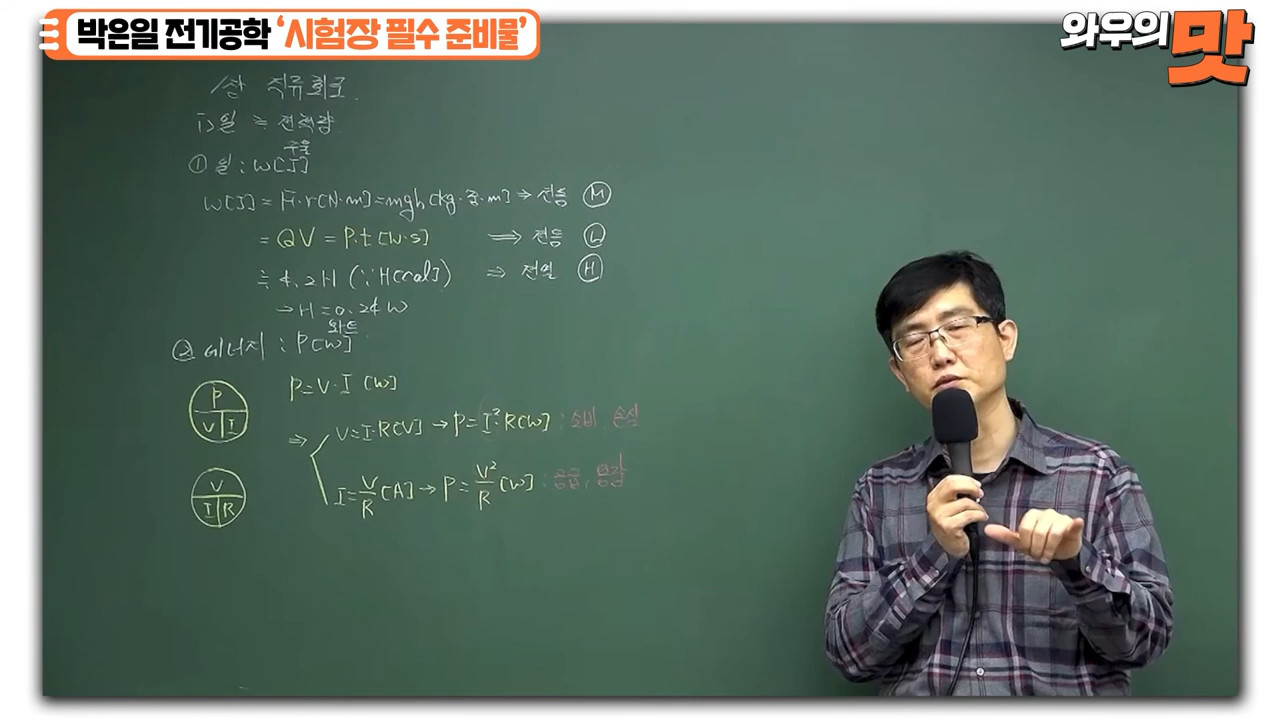 박은일 전기공학 '시험장 필수 준비물'
와우의 맛
직류회로.
1) 일 ≒ 전력량
주울
① 일 : W[J]
W[J] = F·r[N·m] = mgh[kg·중·m] → 전동 Ⓜ
= QV = P·t[W·s] ⇒ 전등 Ⓛ
≒ 4.2H (∵H[cal]) ⇒ 전열 Ⓗ
→ H = 0.24W
와트
② 에너지 : P[W]
P = V·I [W]
P
V I
⇒ V = I·R[V] → P = I²·R[W] : 소비, 손실
V
I R
I = V/R [A] → P = V²/R [W] : 공급, 용량